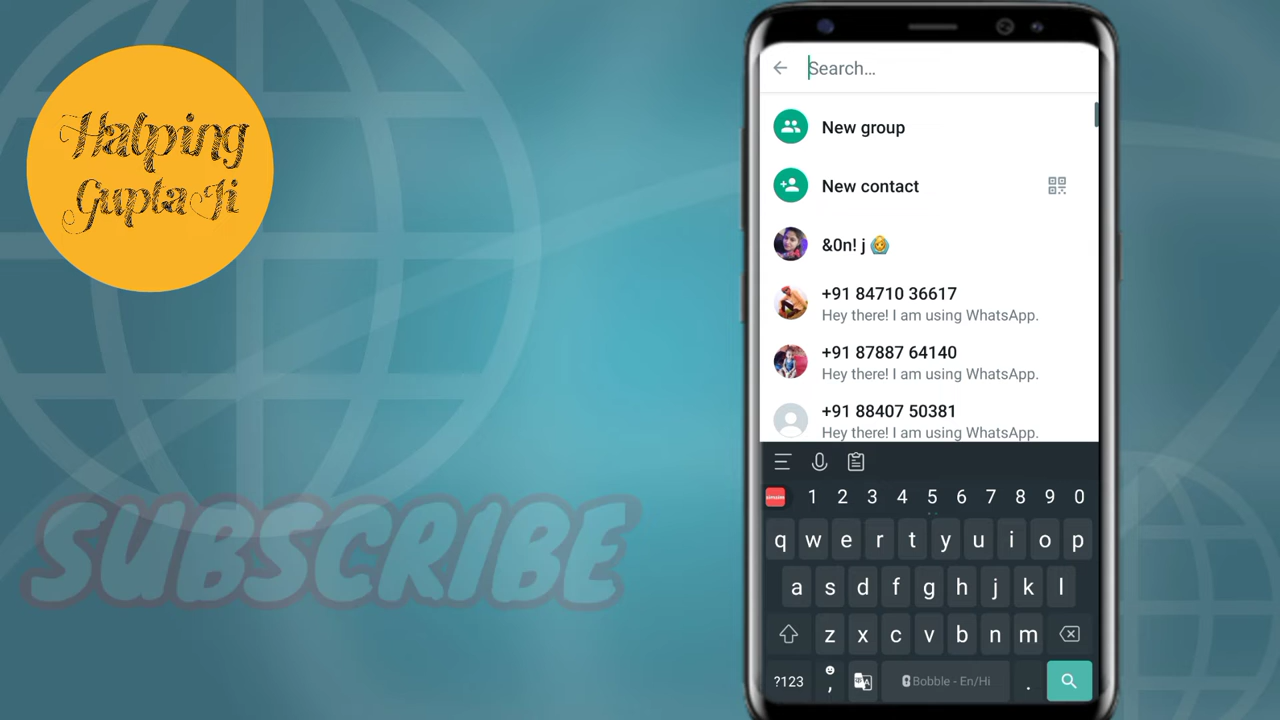 Halping
Gupta Ji
SUBSCRIBE
Search...
New group
New contact
&0n! j 🙆
+91 84710 36617
Hey there! I am using WhatsApp.
+91 87887 64140
Hey there! I am using WhatsApp.
+91 88407 50381
Hey there! I am using WhatsApp.
1 2 3 4 5 6 7 8 9 0
q w e r t y u i o p
a s d f g h j k l
z x c v b n m
?123 , Bobble - En/Hi .